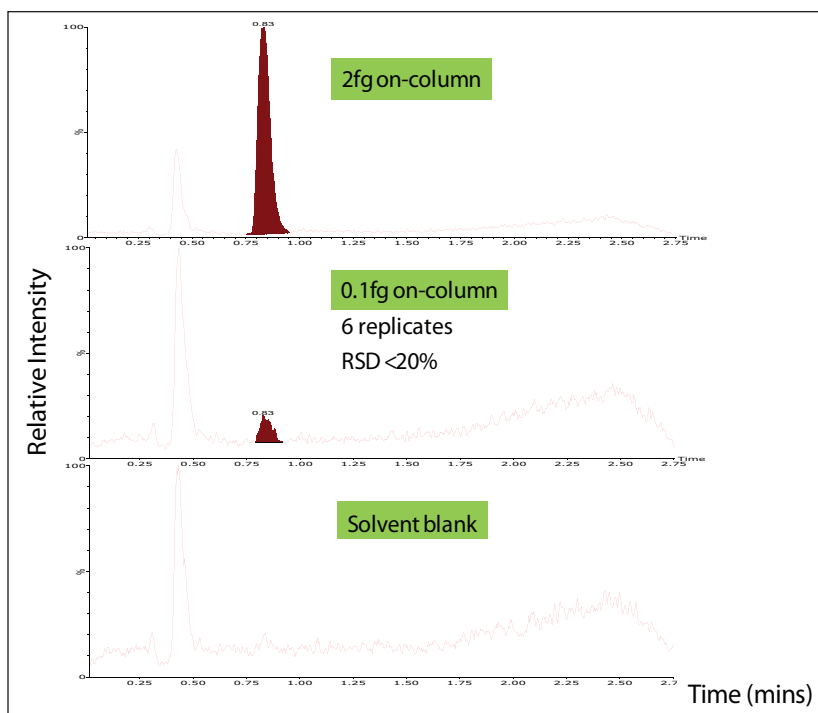 0.83
100
2fg on-column
%
0
0.25 0.50 0.75 1.00 1.25 1.50 1.75 2.00 2.25 2.50 2.75
Time
100
0.1fg on-column
6 replicates
0.83
RSD <20%
%
0
0.25 0.50 0.75 1.00 1.25 1.50 1.75 2.00 2.25 2.50 2.75
Time
Relative Intensity
100
Solvent blank
%
0
0.25 0.50 0.75 1.00 1.25 1.50 1.75 2.00 2.25 2.50 2.75
Time (mins)